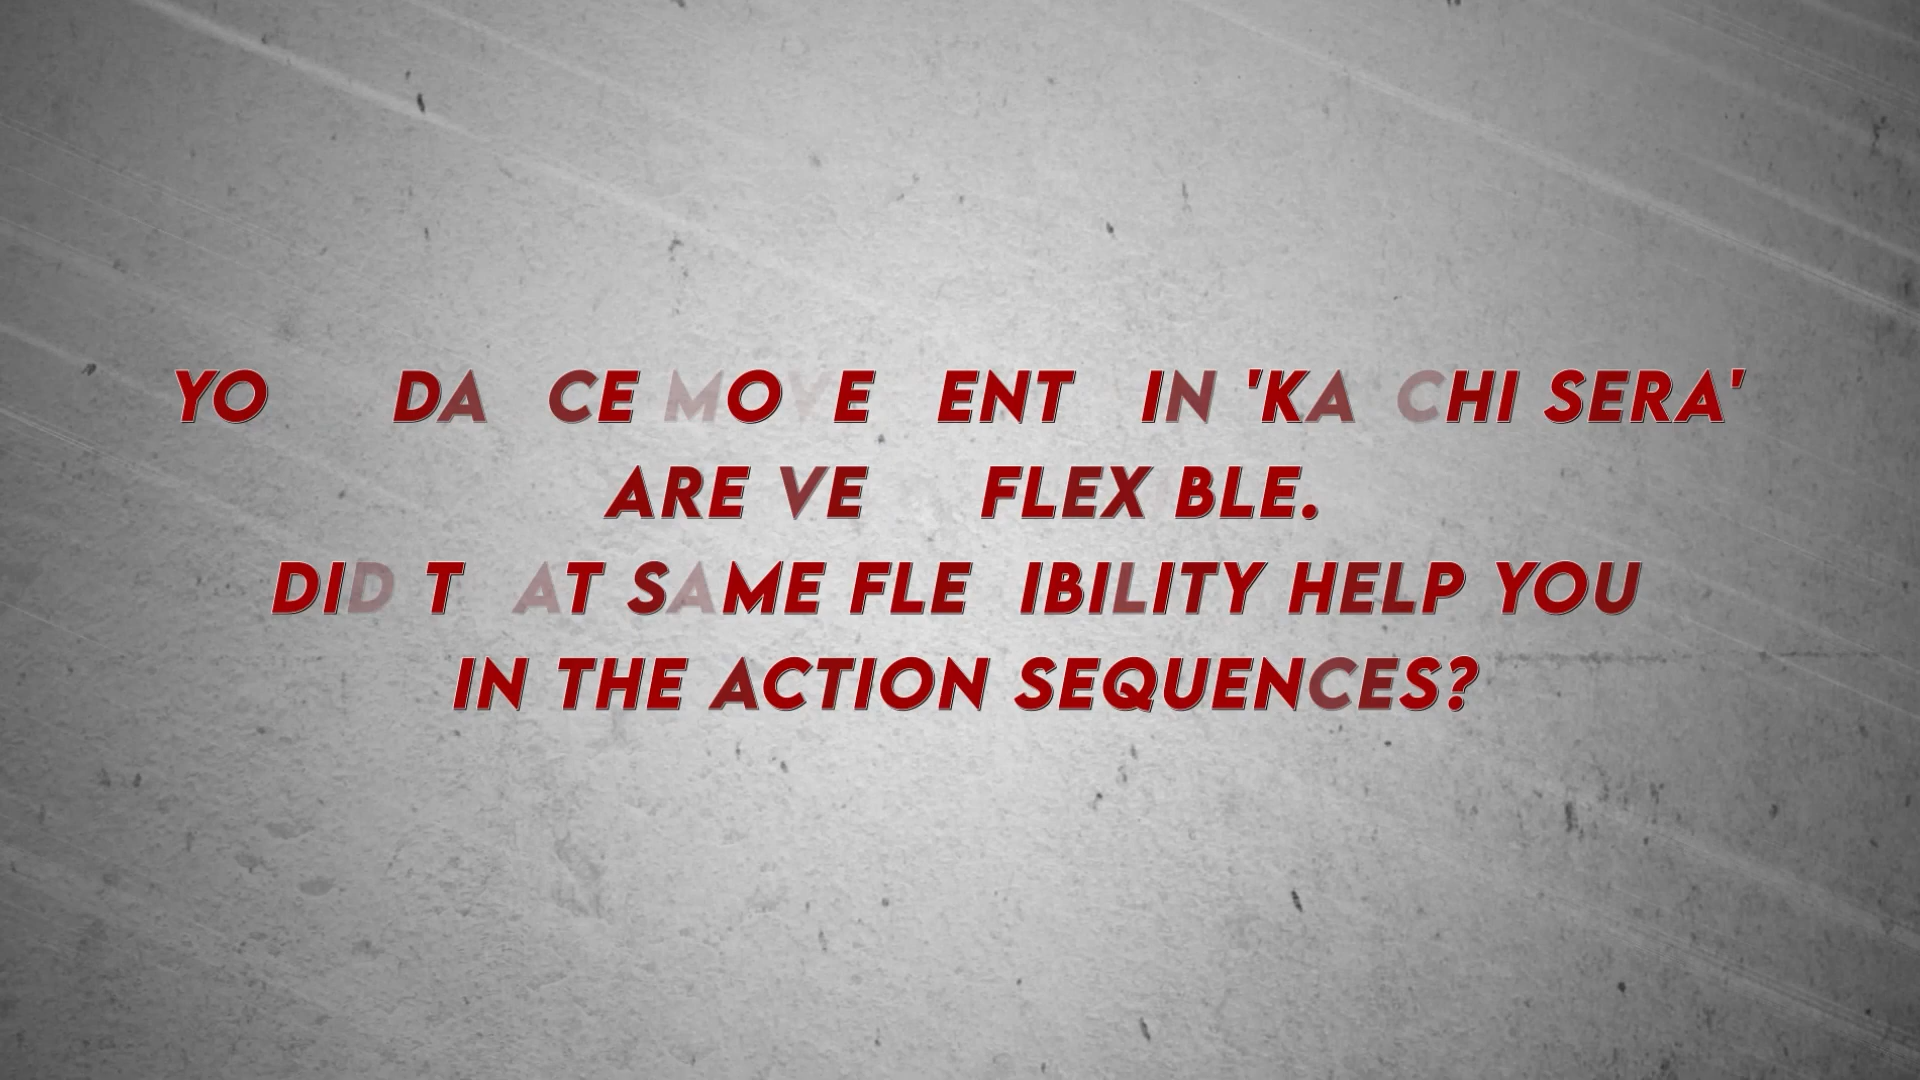 YO DA CE MOVE ENT IN 'KA CHI SERA'
ARE VE FLEX BLE.
DID T AT SAME FLE IBILITY HELP YOU
IN THE ACTION SEQUENCES?